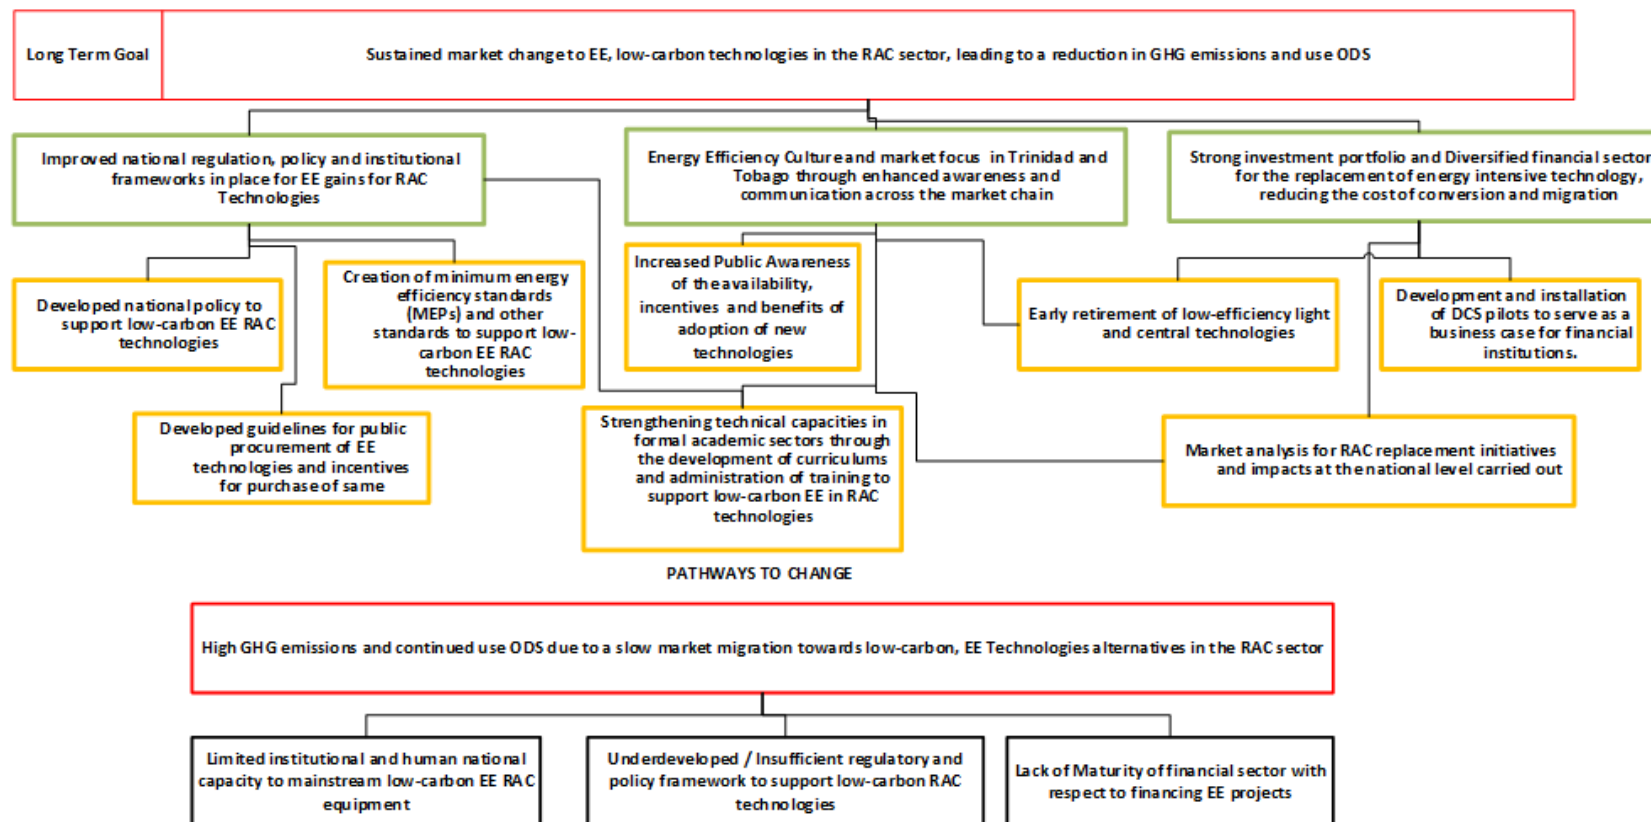 Long Term Goal
Sustained market change to EE, low-carbon technologies in the RAC sector, leading to a reduction in GHG emissions and use ODS
Improved national regulation, policy and institutional
frameworks in place for EE gains for RAC
Technologies
Energy Efficiency Culture and market focus in Trinidad and
Tobago through enhanced awareness and
communication across the market chain
Strong investment portfolio and Diversified financial sector
for the replacement of energy intensive technology,
reducing the cost of conversion and migration
Developed national policy to
support low-carbon EE RAC
technologies
Creation of minimum energy
efficiency standards
(MEPs) and other
standards to support low-
carbon EE RAC
technologies
Increased Public Awareness
of the availability,
incentives and benefits of
adoption of new
technologies
Early retirement of low-efficiency light
and central technologies
Development and installation
of DCS pilots to serve as a
business case for financial
institutions.
Developed guidelines for public
procurement of EE
technologies and incentives
for purchase of same
Strengthening technical capacities in
formal academic sectors through
the development of curriculums
and administration of training to
support low-carbon EE in RAC
technologies
Market analysis for RAC replacement initiatives
and impacts at the national level carried out
PATHWAYS TO CHANGE
High GHG emissions and continued use ODS due to a slow market migration towards low-carbon, EE Technologies alternatives in the RAC sector
Limited institutional and human national
capacity to mainstream low-carbon EE RAC
equipment
Underdeveloped / Insufficient regulatory and
policy framework to support low-carbon RAC
technologies
Lack of Maturity of financial sector with
respect to financing EE projects